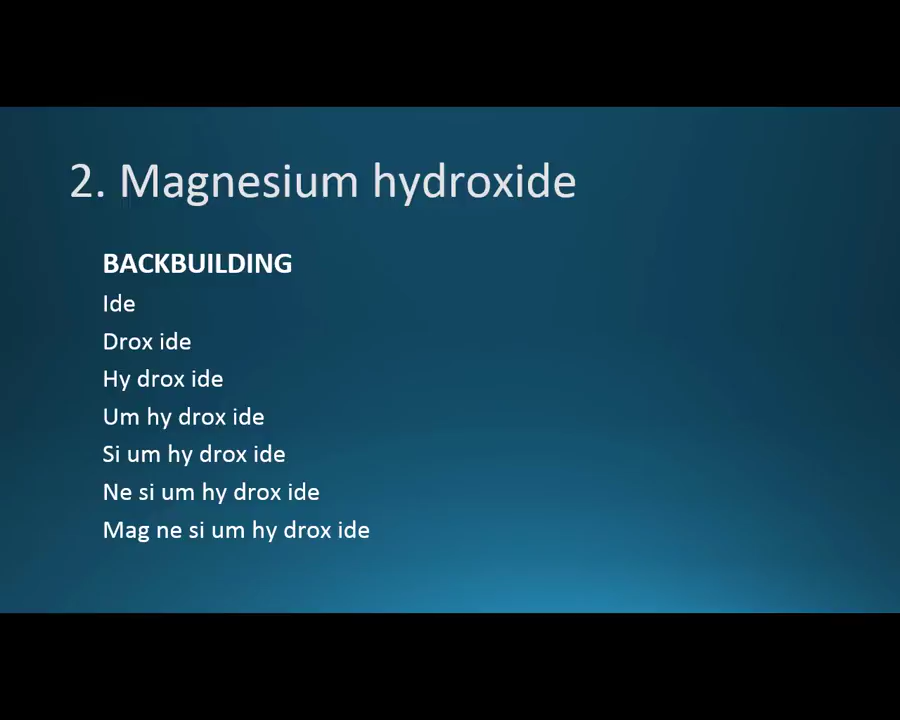 2. Magnesium hydroxide
BACKBUILDING
Ide
Drox ide
Hy drox ide
Um hy drox ide
Si um hy drox ide
Ne si um hy drox ide
Mag ne si um hy drox ide